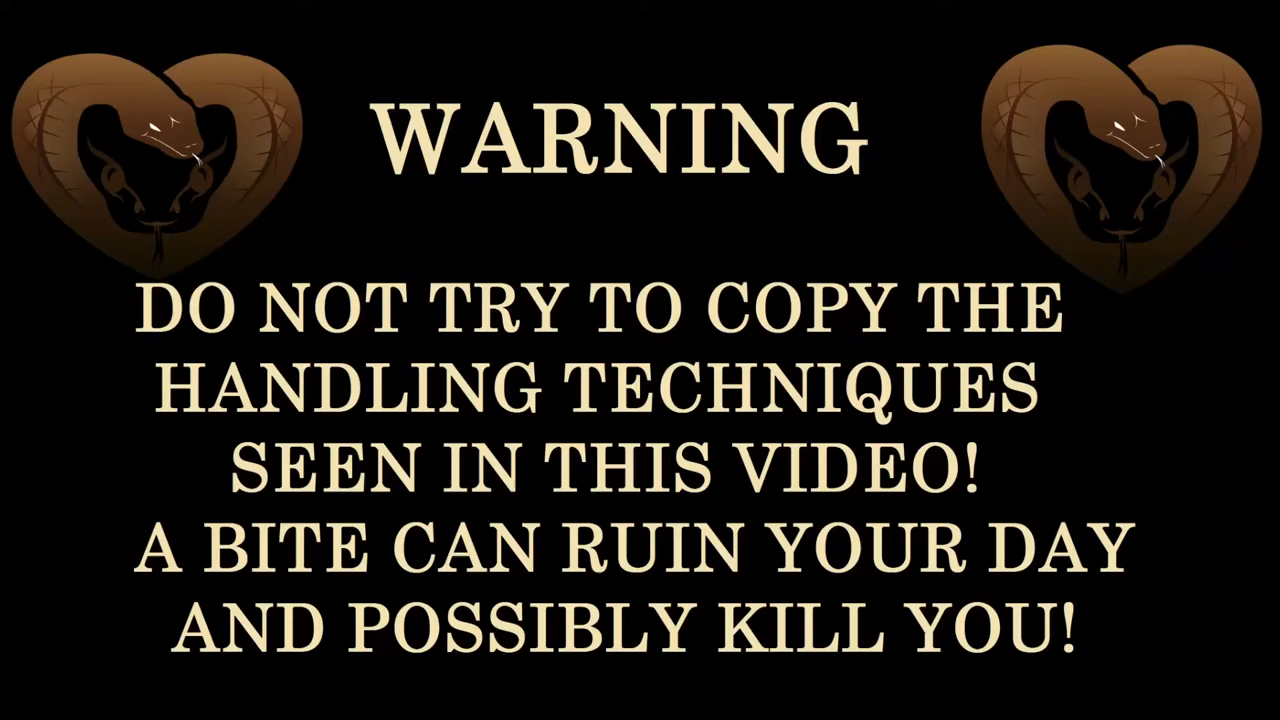 WARNING
DO NOT TRY TO COPY THE
HANDLING TECHNIQUES
SEEN IN THIS VIDEO!
A BITE CAN RUIN YOUR DAY
AND POSSIBLY KILL YOU!